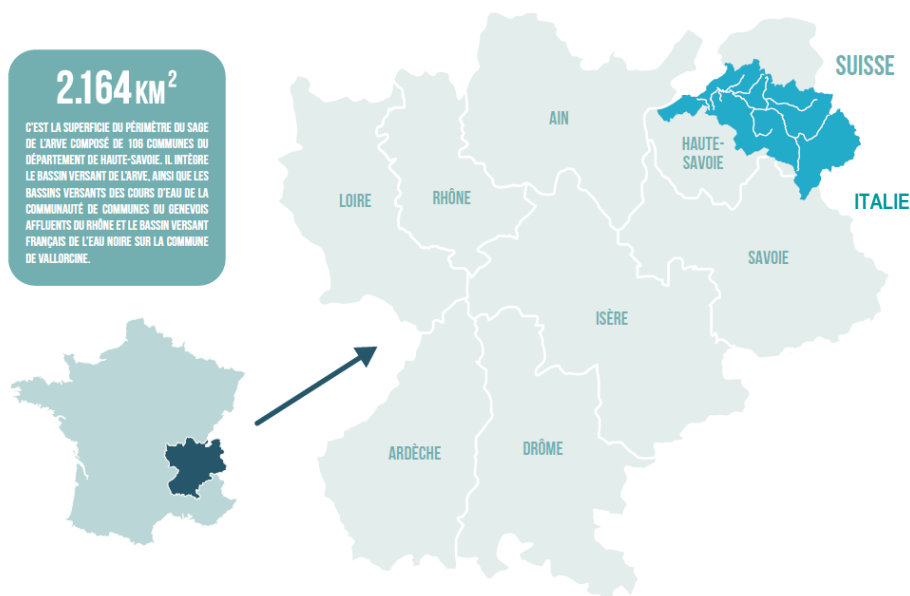 2.164 KM²
C'EST LA SUPERFICIE DU PÉRIMÈTRE DU SAGE
DE L'ARVE COMPOSÉ DE 106 COMMUNES DU
DÉPARTEMENT DE HAUTE-SAVOIE. IL INTÈGRE
LE BASSIN VERSANT DE L'ARVE, AINSI QUE LES
BASSINS VERSANTS DES COURS D'EAU DE LA
COMMUNAUTÉ DE COMMUNES DU GENEVOIS
AFFLUENTS DU RHÔNE ET LE BASSIN VERSANT
FRANÇAIS DE L'EAU NOIRE SUR LA COMMUNE
DE VALLORCINE.
SUISSE
AIN
HAUTE-
SAVOIE
LOIRE
RHÔNE
ITALIE
SAVOIE
ISÈRE
ARDÈCHE
DRÔME